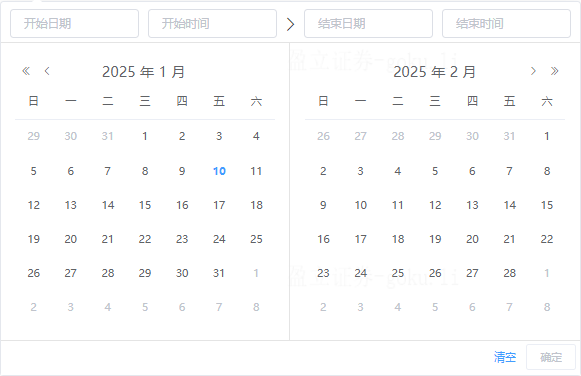 开始日期 开始时间 结束日期 结束时间
2025 年 1 月
日 一 二 三 四 五 六
29 30 31 1 2 3 4
5 6 7 8 9 10 11
12 13 14 15 16 17 18
19 20 21 22 23 24 25
26 27 28 29 30 31 1
2 3 4 5 6 7 8
2025 年 2 月
日 一 二 三 四 五 六
26 27 28 29 30 31 1
2 3 4 5 6 7 8
9 10 11 12 13 14 15
16 17 18 19 20 21 22
23 24 25 26 27 28 1
2 3 4 5 6 7 8
清空 确定